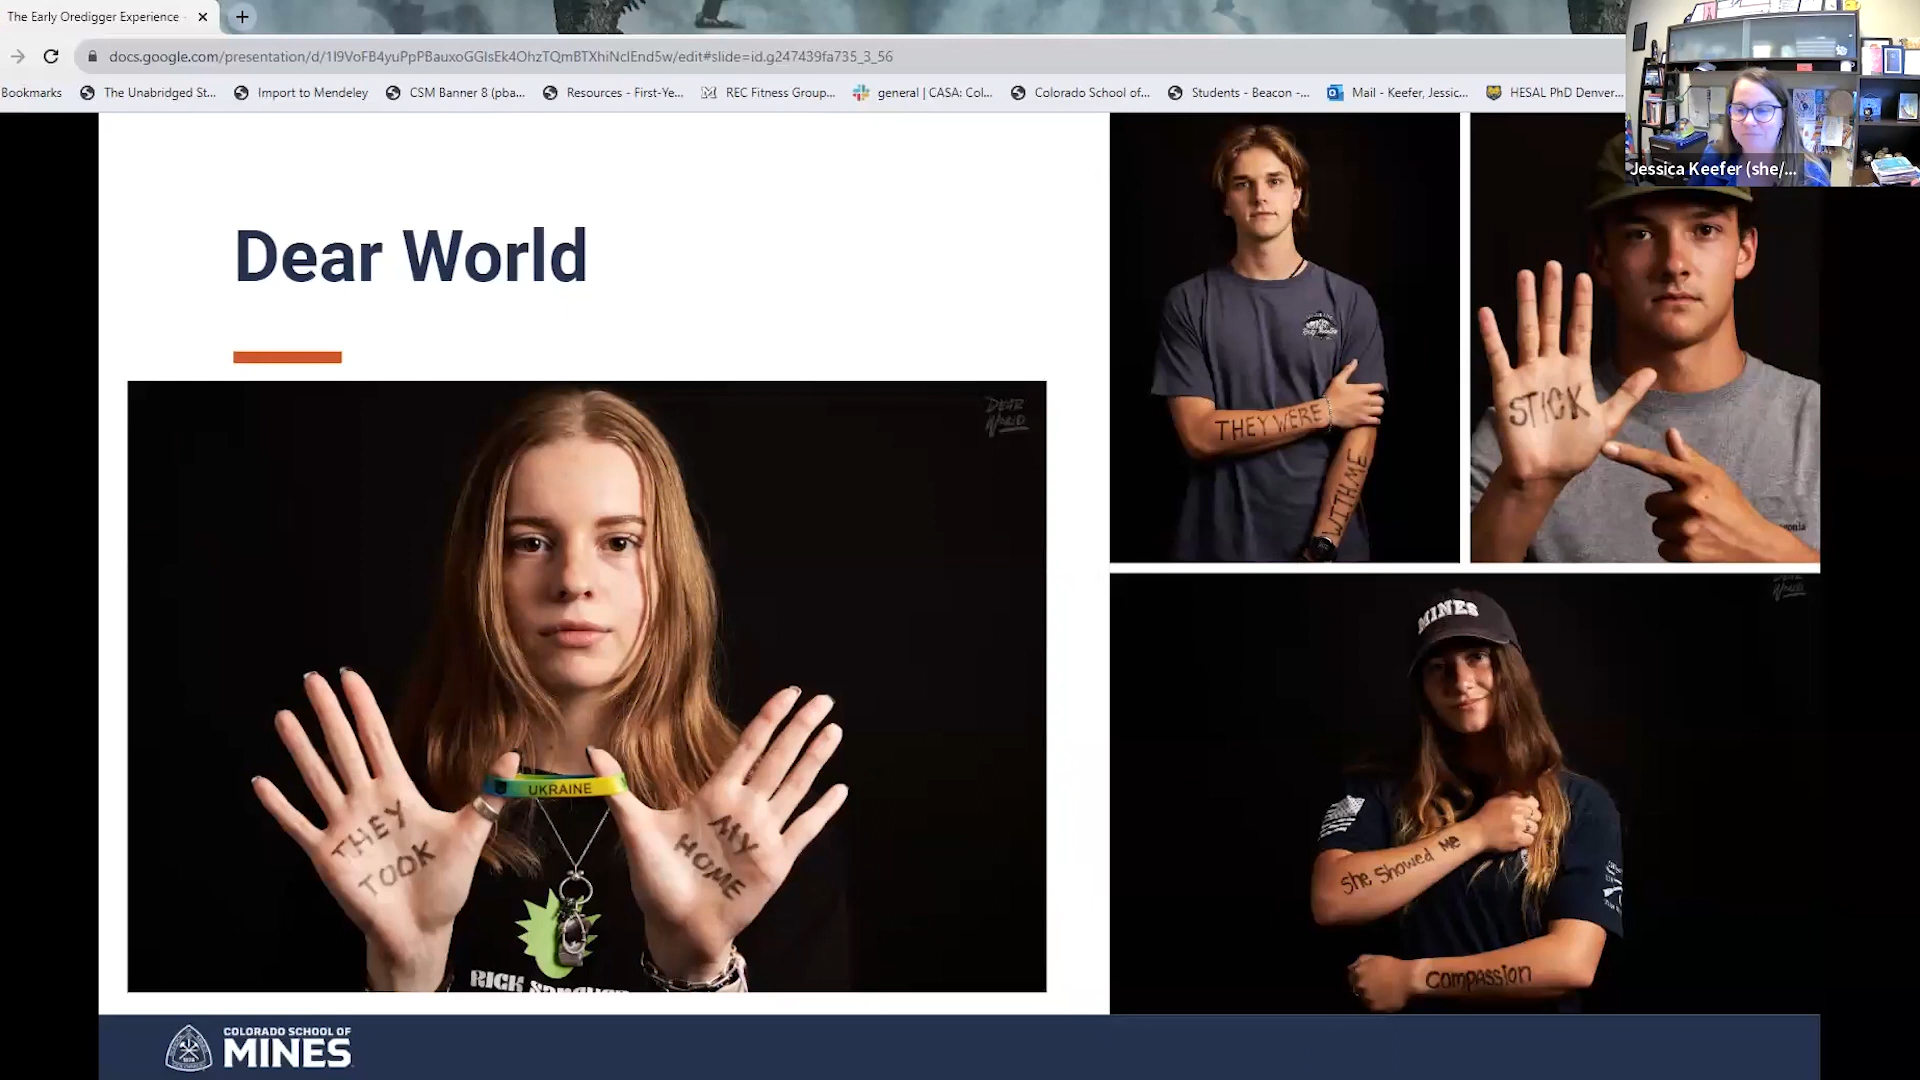 The Early Oredigger Experience
docs.google.com/presentation/d/1I9VoFB4yuPpPBauxoGGIsEk4OhzTQmBTXhiNclEnd5w/edit#slide=id.g247439fa735_3_56
Bookmarks The Unabridged St... Import to Mendeley CSM Banner 8 (pba... Resources - First-Ye... REC Fitness Group... general | CASA: Col... Colorado School of... Students - Beacon -... Mail - Keefer, Jessic... HESAL PhD Denver...
Jessica Keefer (she/...
Dear World
DEAR
WORLD
THEY
TOOK
UKRAINE
MY
HOME
RICK
THEY WERE
WITH ME
STICK
MINES
She Showed Me
Compassion
COLORADO SCHOOL OF
MINES